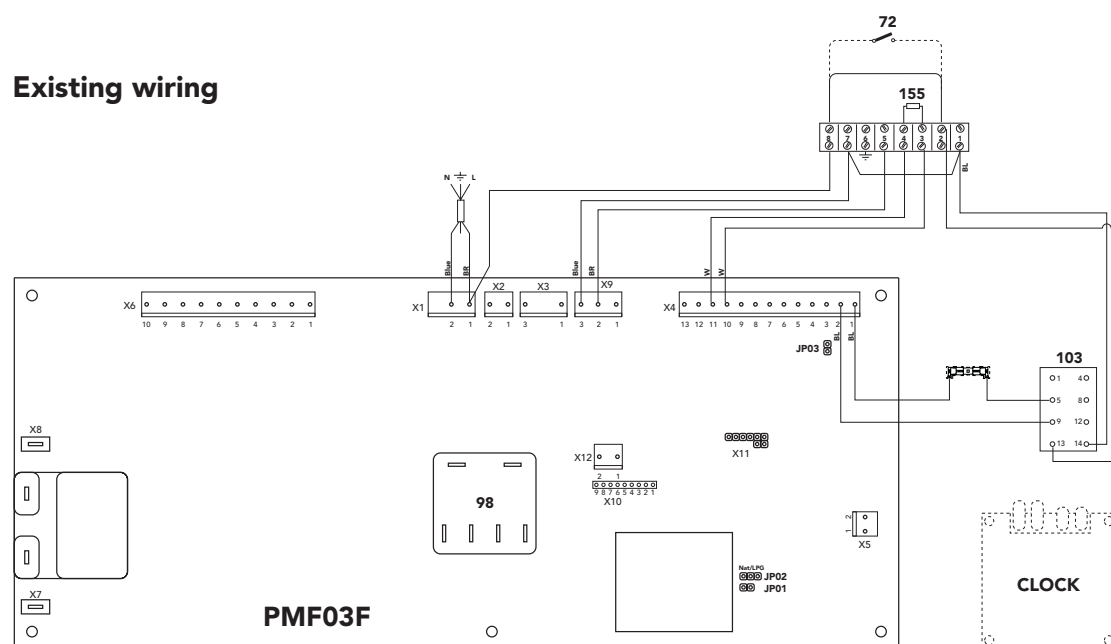 72
Existing wiring
155
8 7 6 5 4 3 2 1
BL
N L
Blue BR Blue BR W W
X6 X1 X2 X3 X9 X4
10 9 8 7 6 5 4 3 2 1 2 1 2 1 3 1 3 2 1 13 12 11 10 9 8 7 6 5 4 3 2 1
BL BL
JP03
103
1 4
5 8
9 12
13 14
X8
X11
X12
2 1
9 8 7 6 5 4 3 2 1
X10
98
1 2
X5
Nat/LPG
JP02
JP01
CLOCK
X7
PMF03F